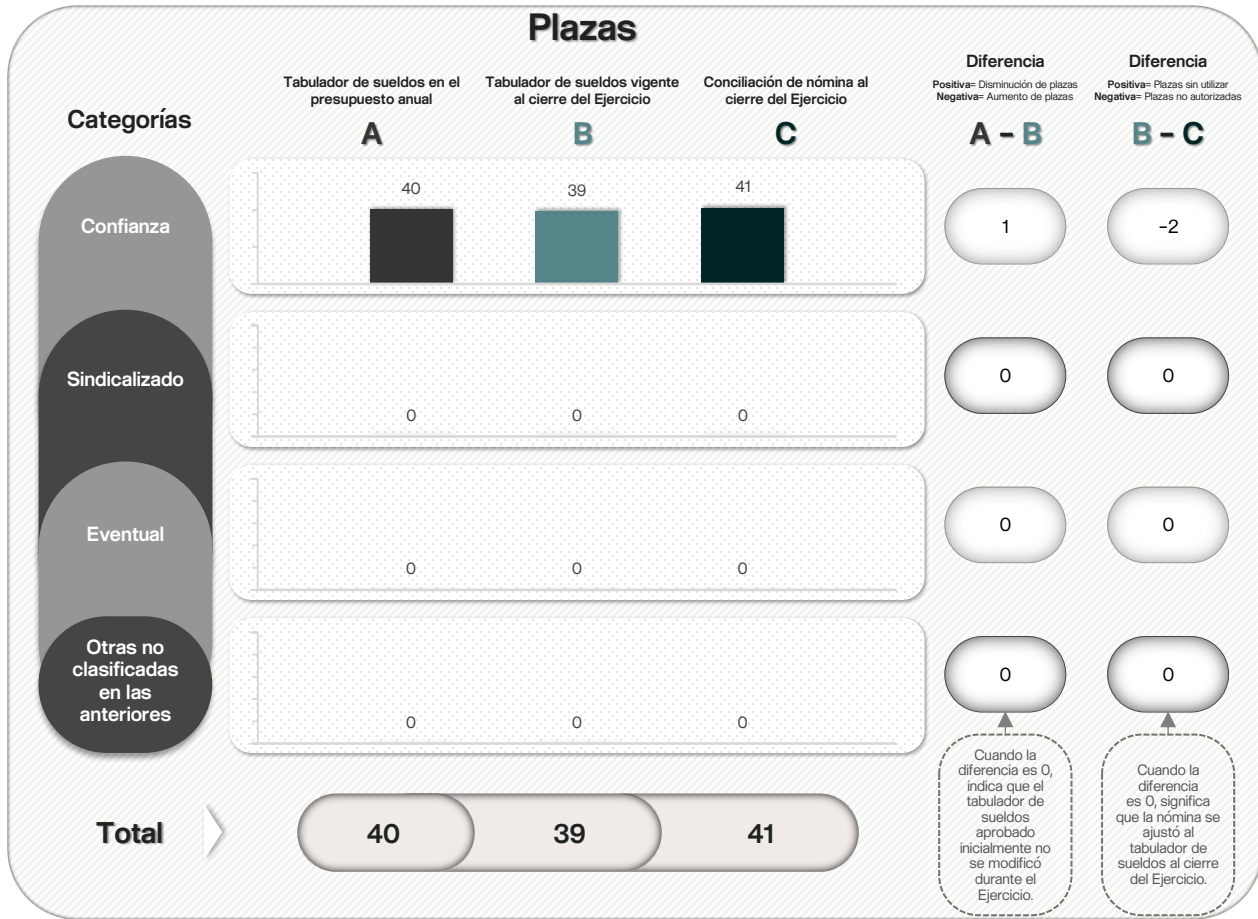 Plazas
Categorías
Tabulador de sueldos en el
presupuesto anual
A
Tabulador de sueldos vigente
al cierre del Ejercicio
B
Conciliación de nómina al
cierre del Ejercicio
C
Diferencia
Positiva= Disminución de plazas
Negativa= Aumento de plazas
A - B
Diferencia
Positiva= Plazas sin utilizar
Negativa= Plazas no autorizadas
B - C
Confianza
40
39
41
1
-2
Sindicalizado
0
0
0
0
0
Eventual
0
0
0
0
0
Otras no
clasificadas
en las
anteriores
0
0
0
0
0
Total
40
39
41
Cuando la
diferencia es 0,
indica que el
tabulador de
sueldos
aprobado
inicialmente no
se modificó
durante el
Ejercicio.
Cuando la
diferencia
es 0, significa
que la nómina se
ajustó al
tabulador de
sueldos al cierre
del Ejercicio.